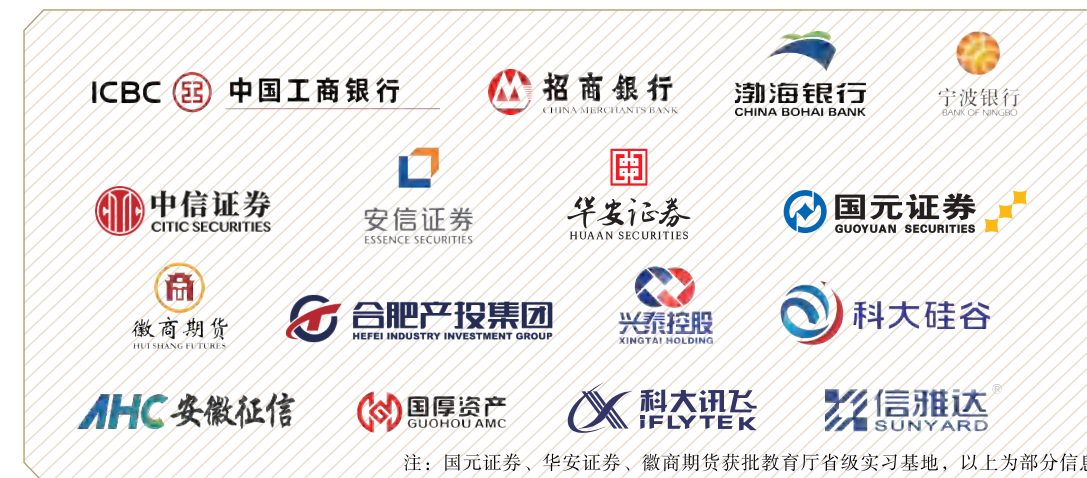 ICBC 中国工商银行
招商银行
CHINA MERCHANTS BANK
渤海银行
CHINA BOHAI BANK
宁波银行
BANK OF NINGBO
中信证券
CITIC SECURITIES
安信证券
ESSENCE SECURITIES
华安证券
HUAAN SECURITIES
国元证券
GUOYUAN SECURITIES
徽商期货
HUI SHANG FUTURES
合肥产投集团
HEFEI INDUSTRY INVESTMENT GROUP
兴泰控股
XINGTAI HOLDING
科大硅谷
AHC 安徽征信
国厚资产
GUOHOU AMC
科大讯飞
iFLYTEK
信雅达®
SUNYARD
注：国元证券、华安证券、徽商期货获批教育厅省级实习基地，以上为部分信息